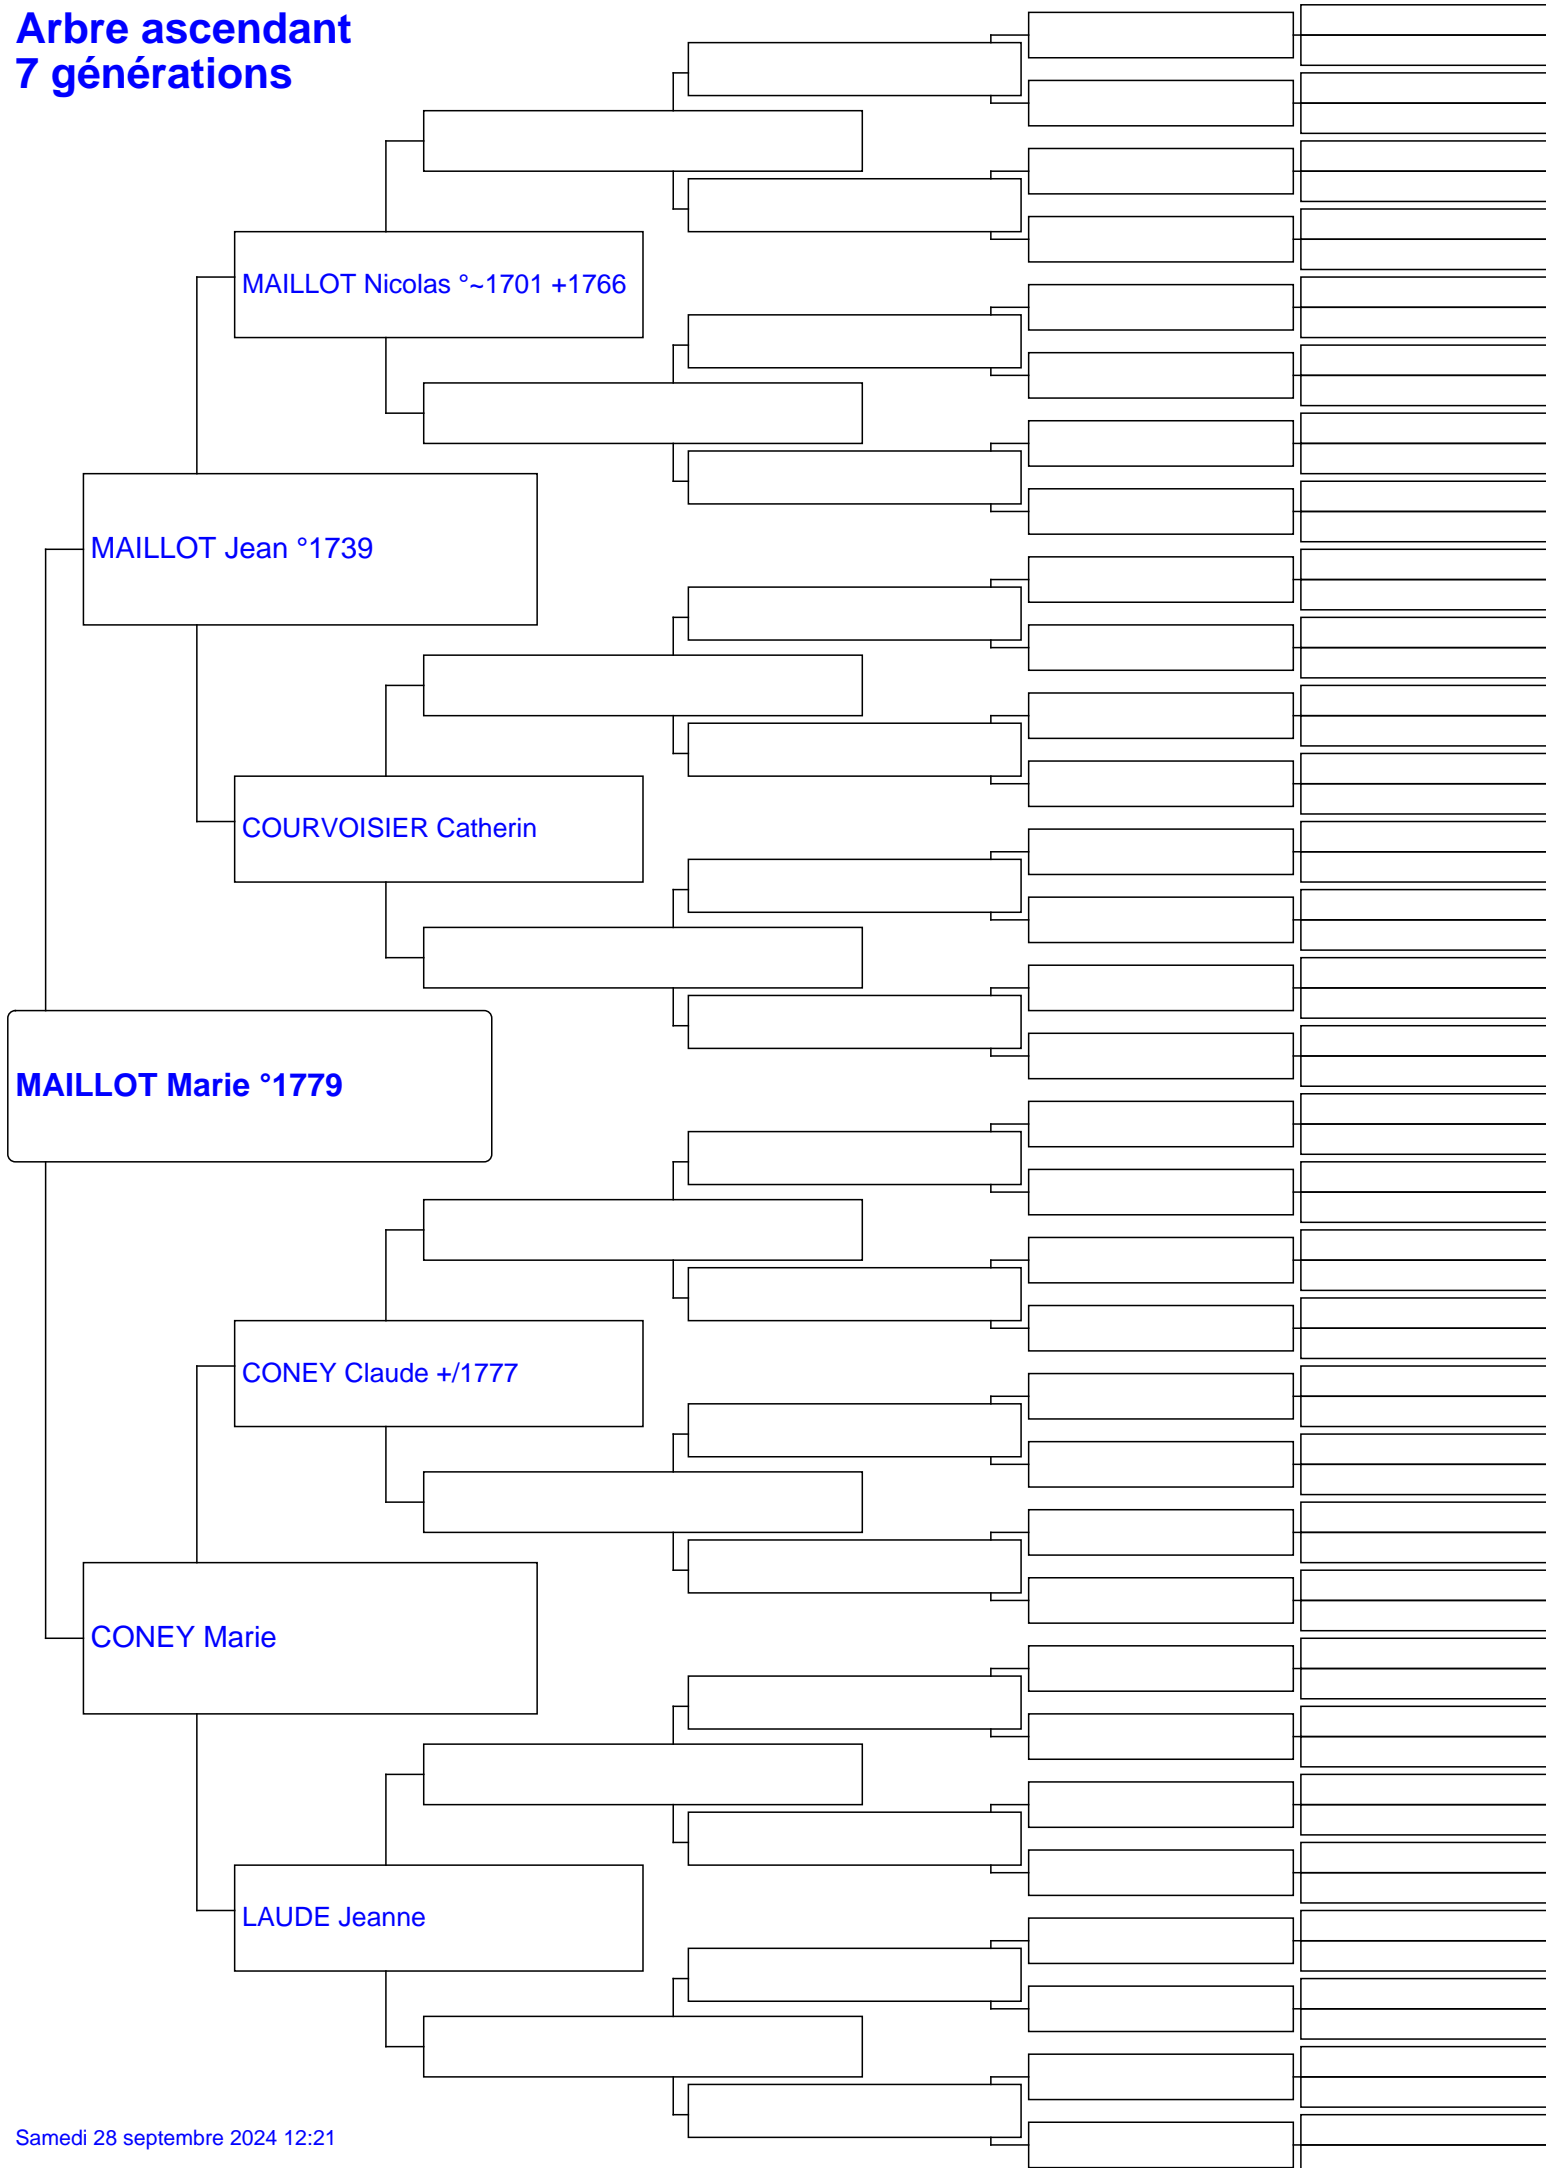 Arbre ascendant
7 générations
MAILLOT Nicolas °~1701 +1766
MAILLOT Jean °1739
COURVOISIER Catherin
MAILLOT Marie °1779
CONEY Claude +/1777
CONEY Marie
LAUDE Jeanne
Samedi 28 septembre 2024 12:21